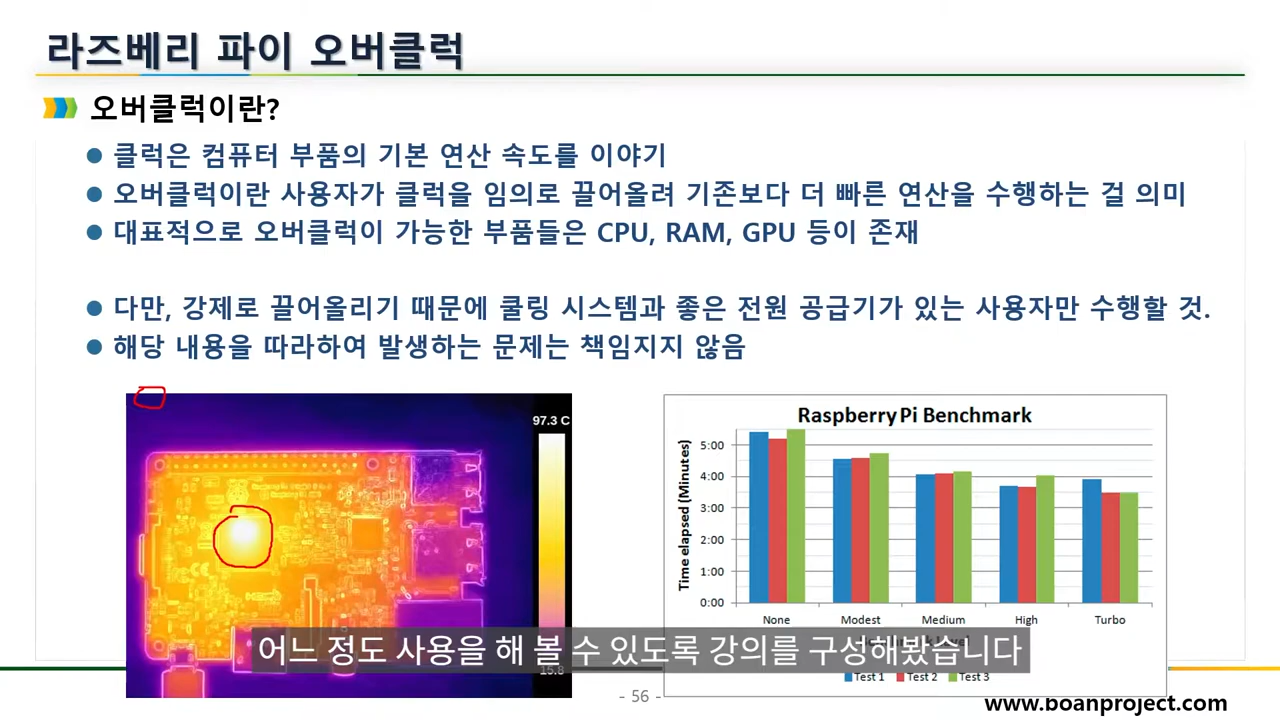 라즈베리 파이 오버클럭
오버클럭이란?
클럭은 컴퓨터 부품의 기본 연산 속도를 이야기
오버클럭이란 사용자가 클럭을 임의로 끌어올려 기존보다 더 빠른 연산을 수행하는 걸 의미
대표적으로 오버클럭이 가능한 부품들은 CPU, RAM, GPU 등이 존재
다만, 강제로 끌어올리기 때문에 쿨링 시스템과 좋은 전원 공급기가 있는 사용자만 수행할 것.
해당 내용을 따라하여 발생하는 문제는 책임지지 않음
97.3 C
15.8
Raspberry Pi Benchmark
Time elapsed (Minutes)
5:00
4:00
3:00
2:00
1:00
0:00
None Modest Medium High Turbo
Test 1 Test 2 Test 3
어느 정도 사용을 해 볼 수 있도록 강의를 구성해봤습니다
- 56 -
www.boanproject.com